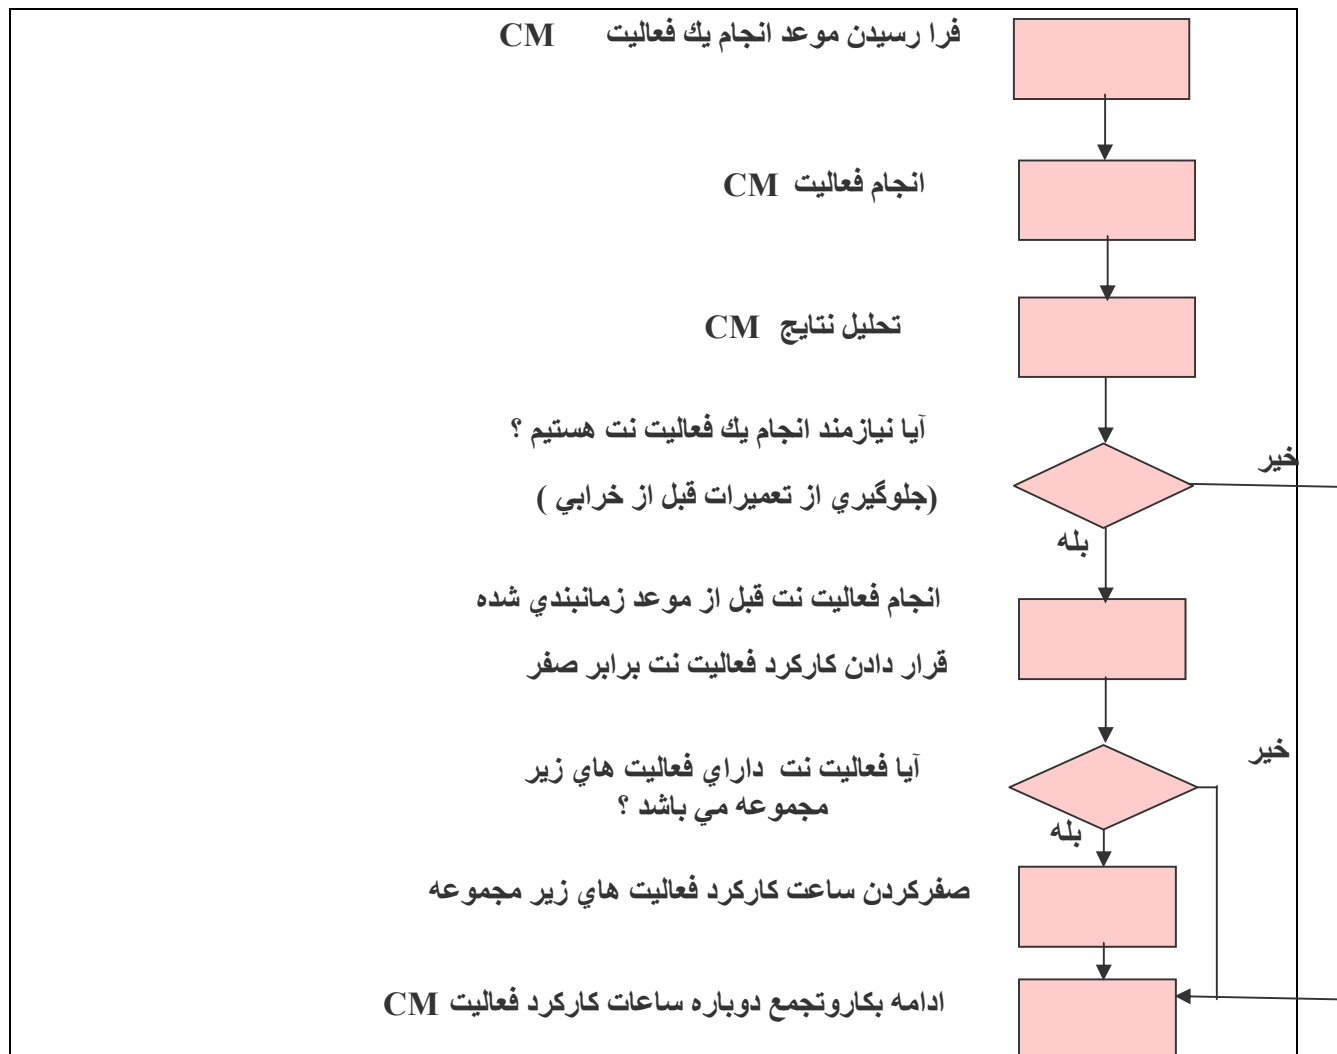 فرا رسيدن موعد انجام يك فعاليت CM
انجام فعاليت CM
تحليل نتايج CM
آيا نيازمند انجام يك فعاليت نت هستيم ؟
خير
(جلوگيري از تعميرات قبل از خرابي )
بله
انجام فعاليت نت قبل از موعد زمانبندي شده
قرار دادن كاركرد فعاليت نت برابر صفر
خير
آيا فعاليت نت داراي فعاليت هاي زير
مجموعه مي باشد ؟
بله
صفركردن ساعت كاركرد فعاليت هاي زير مجموعه
ادامه بكاروتجمع دوباره ساعات كاركرد فعاليت CM